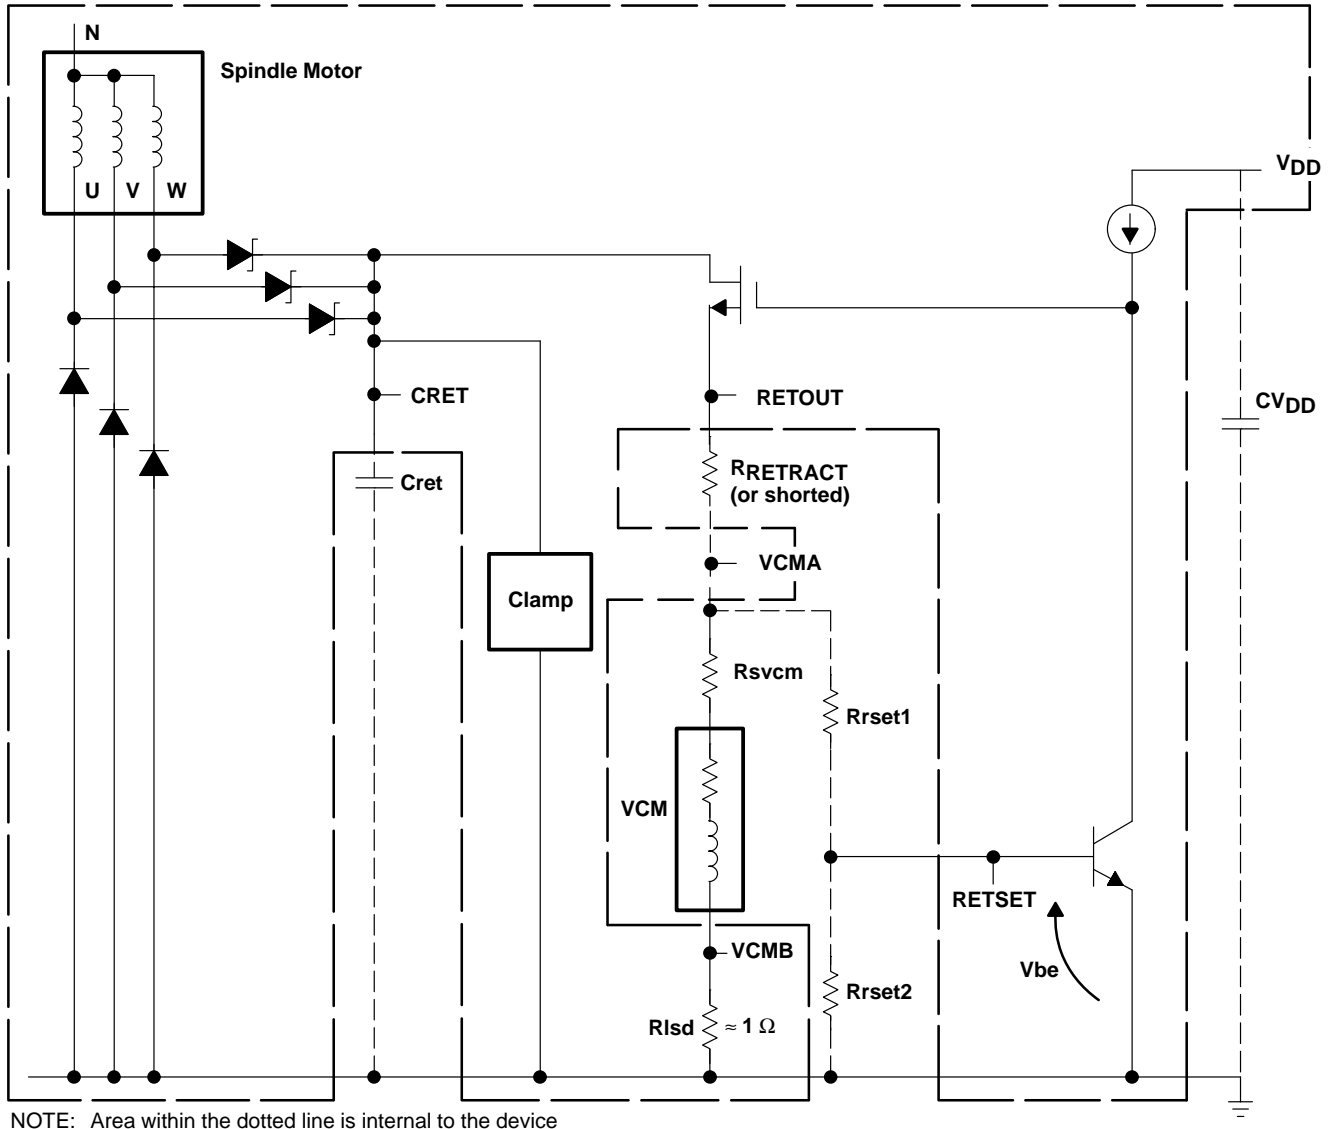 N
Spindle Motor
U V W
VDD
CRET
RETOUT
CVDD
Cret
RRETRACT
(or shorted)
VCMA
Clamp
Rsvcm
Rrset1
VCM
RETSET
VCMB
Vbe
Rrset2
Rlsd ≈ 1 Ω
NOTE: Area within the dotted line is internal to the device